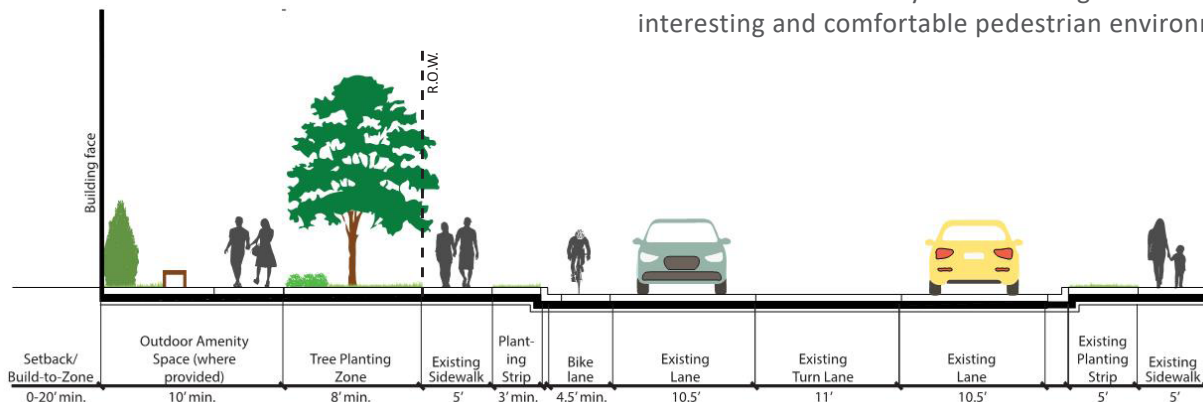 interesting and comfortable pedestrian environ
R.O.W.
Building face
Setback/
Build-to-Zone
0-20' min.
Outdoor Amenity
Space (where
provided)
10' min.
Tree Planting
Zone
8' min.
Existing
Sidewalk
5'
Plant-
ing
Strip
3' min.
Bike
lane
4.5' min.
Existing
Lane
10.5'
Existing
Turn Lane
11'
Existing
Lane
10.5'
Existing
Planting
Strip
5'
Existing
Sidewalk
5'